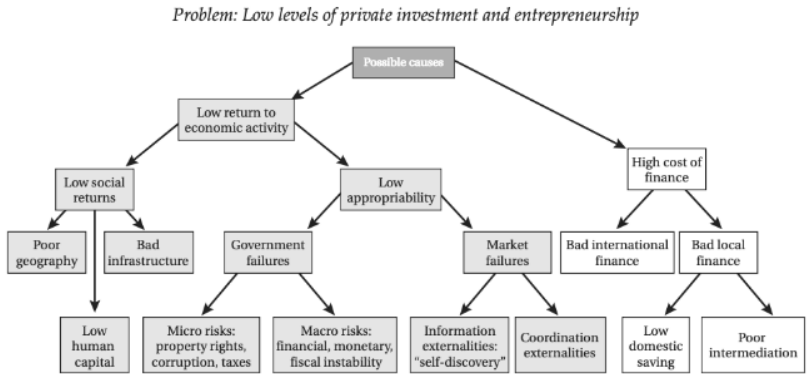 Problem: Low levels of private investment and entrepreneurship
Possible causes
Low return to
economic activity
High cost of
finance
Low social
returns
Low
appropriability
Poor
geography
Bad
infrastructure
Government
failures
Market
failures
Bad international
finance
Bad local
finance
Low
human
capital
Micro risks:
property rights,
corruption, taxes
Macro risks:
financial, monetary,
fiscal instability
Information
externalities:
“self-discovery”
Coordination
externalities
Low
domestic
saving
Poor
intermediation